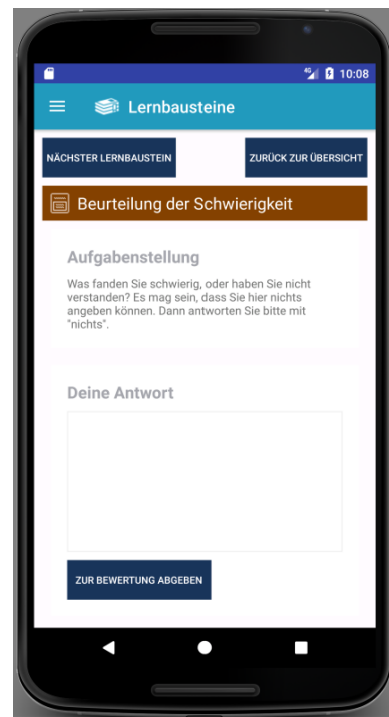 4G 10:08
Lernbausteine
NÄCHSTER LERNBAUSTEIN ZURÜCK ZUR ÜBERSICHT
Beurteilung der Schwierigkeit
Aufgabenstellung
Was fanden Sie schwierig, oder haben Sie nicht
verstanden? Es mag sein, dass Sie hier nichts
angeben können. Dann antworten Sie bitte mit
"nichts".
Deine Antwort
ZUR BEWERTUNG ABGEBEN